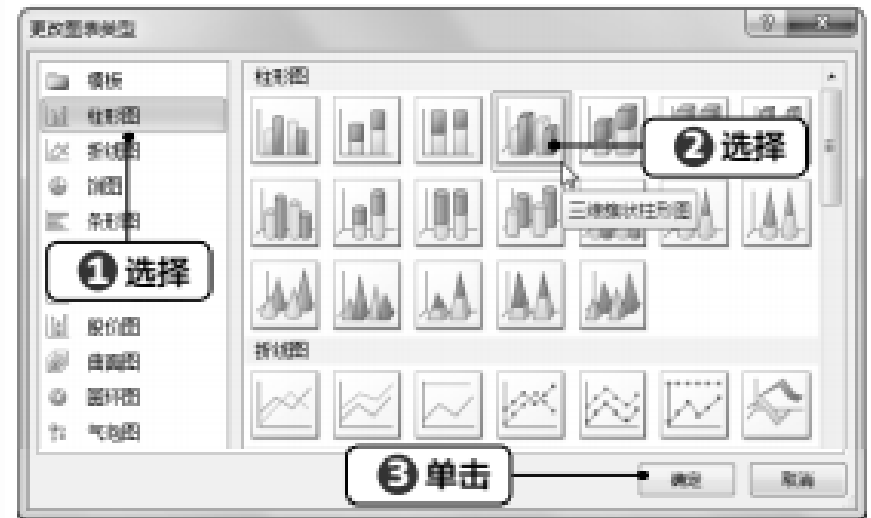 更改图表类型
模板
柱形图
折线图
饼图
条形图
股价图
曲面图
圆环图
气泡图
柱形图
2 选择
三维簇状柱形图
1 选择
折线图
3 单击
确定
取消